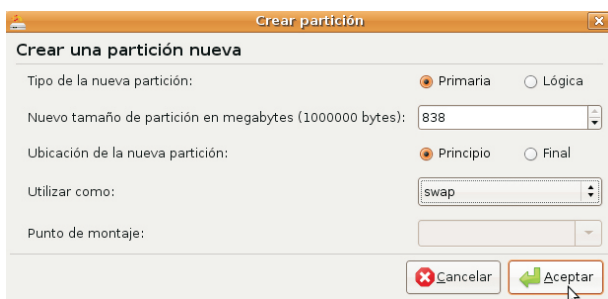 Crear partición
Crear una partición nueva
Tipo de la nueva partición: Primaria Lógica
Nuevo tamaño de partición en megabytes (1000000 bytes): 838
Ubicación de la nueva partición: Principio Final
Utilizar como: swap
Punto de montaje:
Cancelar Aceptar